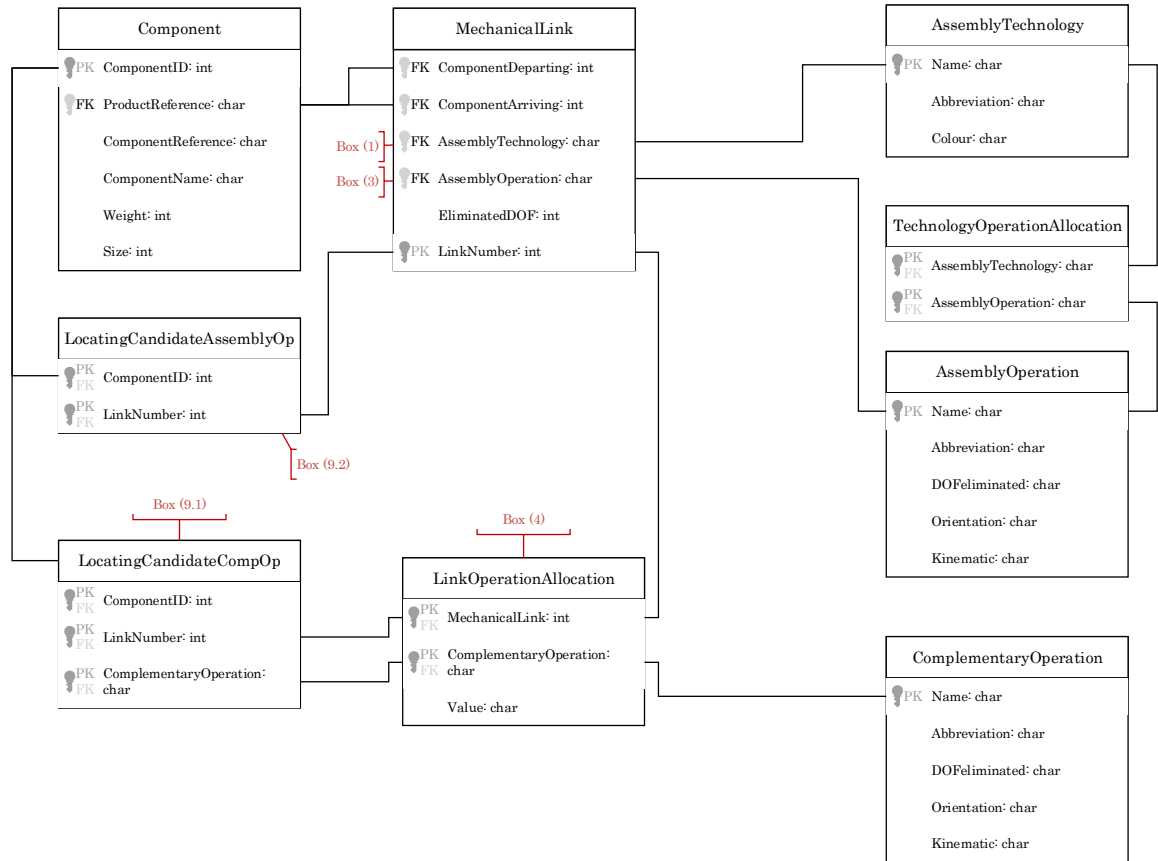 Component
PK ComponentID: int
FK ProductReference: char
ComponentReference: char
ComponentName: char
Weight: int
Size: int
MechanicalLink
FK ComponentDeparting: int
FK ComponentArriving: int
Box (1)
FK AssemblyTechnology: char
Box (3)
FK AssemblyOperation: char
EliminatedDOF: int
PK LinkNumber: int
AssemblyTechnology
PK Name: char
Abbreviation: char
Colour: char
TechnologyOperationAllocation
PK
FK
AssemblyTechnology: char
PK
FK
AssemblyOperation: char
LocatingCandidateAssemblyOp
PK
FK
ComponentID: int
PK
FK
LinkNumber: int
Box (9.2)
AssemblyOperation
PK Name: char
Abbreviation: char
DOFeliminated: char
Orientation: char
Kinematic: char
Box (9.1)
LocatingCandidateCompOp
PK
FK
ComponentID: int
PK
FK
LinkNumber: int
PK
FK
ComplementaryOperation:
char
Box (4)
LinkOperationAllocation
PK
FK
MechanicalLink: int
PK
FK
ComplementaryOperation:
char
Value: char
ComplementaryOperation
PK Name: char
Abbreviation: char
DOFeliminated: char
Orientation: char
Kinematic: char